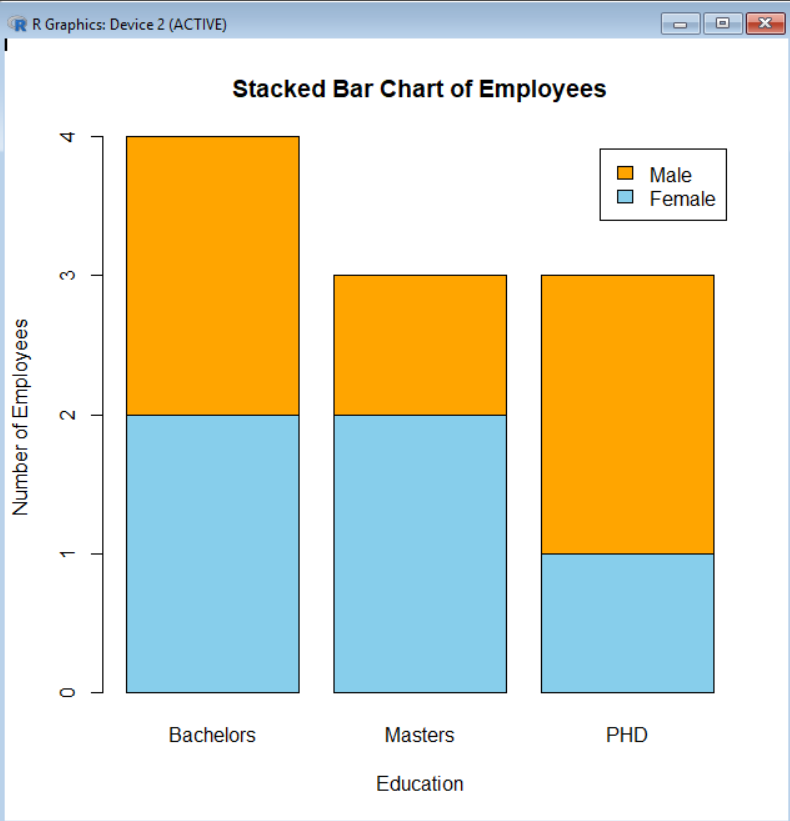 R Graphics: Device 2 (ACTIVE)
Stacked Bar Chart of Employees
Male
Female
Number of Employees
4
3
2
1
0
Bachelors
Masters
PHD
Education